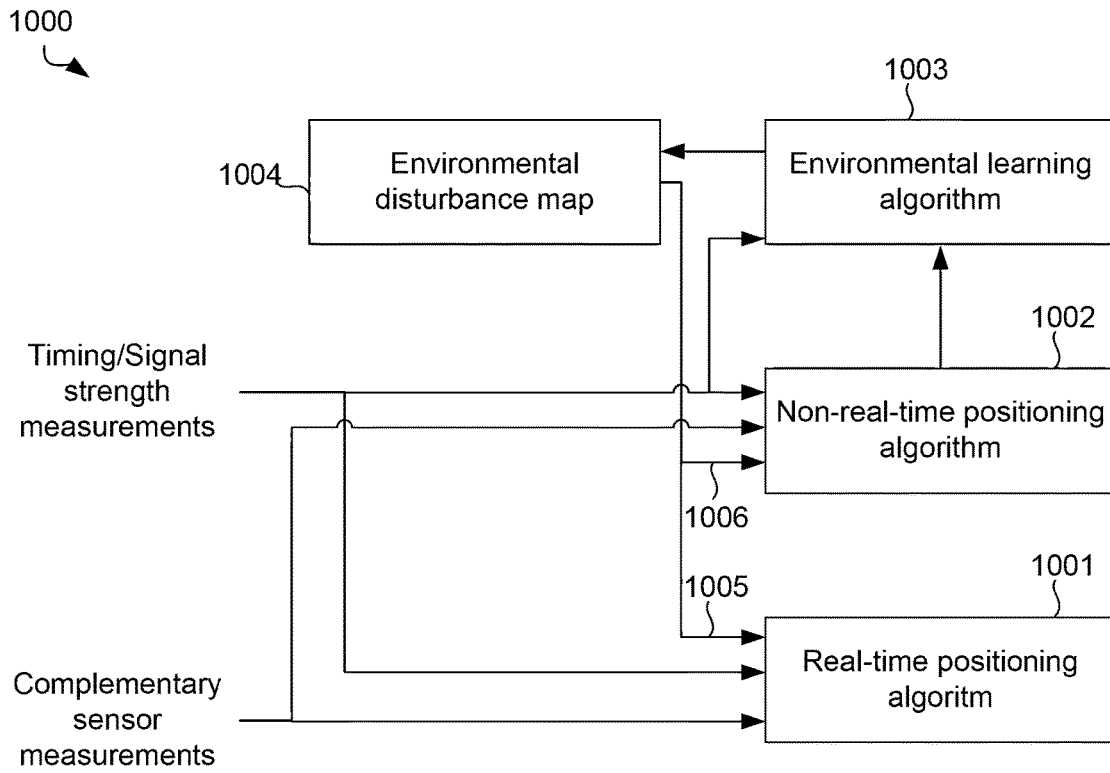 1000
1003
Environmental
disturbance map
1004
Environmental learning
algorithm
1002
Timing/Signal
strength
measurements
Non-real-time positioning
algorithm
1006
1005
1001
Real-time positioning
algoritm
Complementary
sensor
measurements